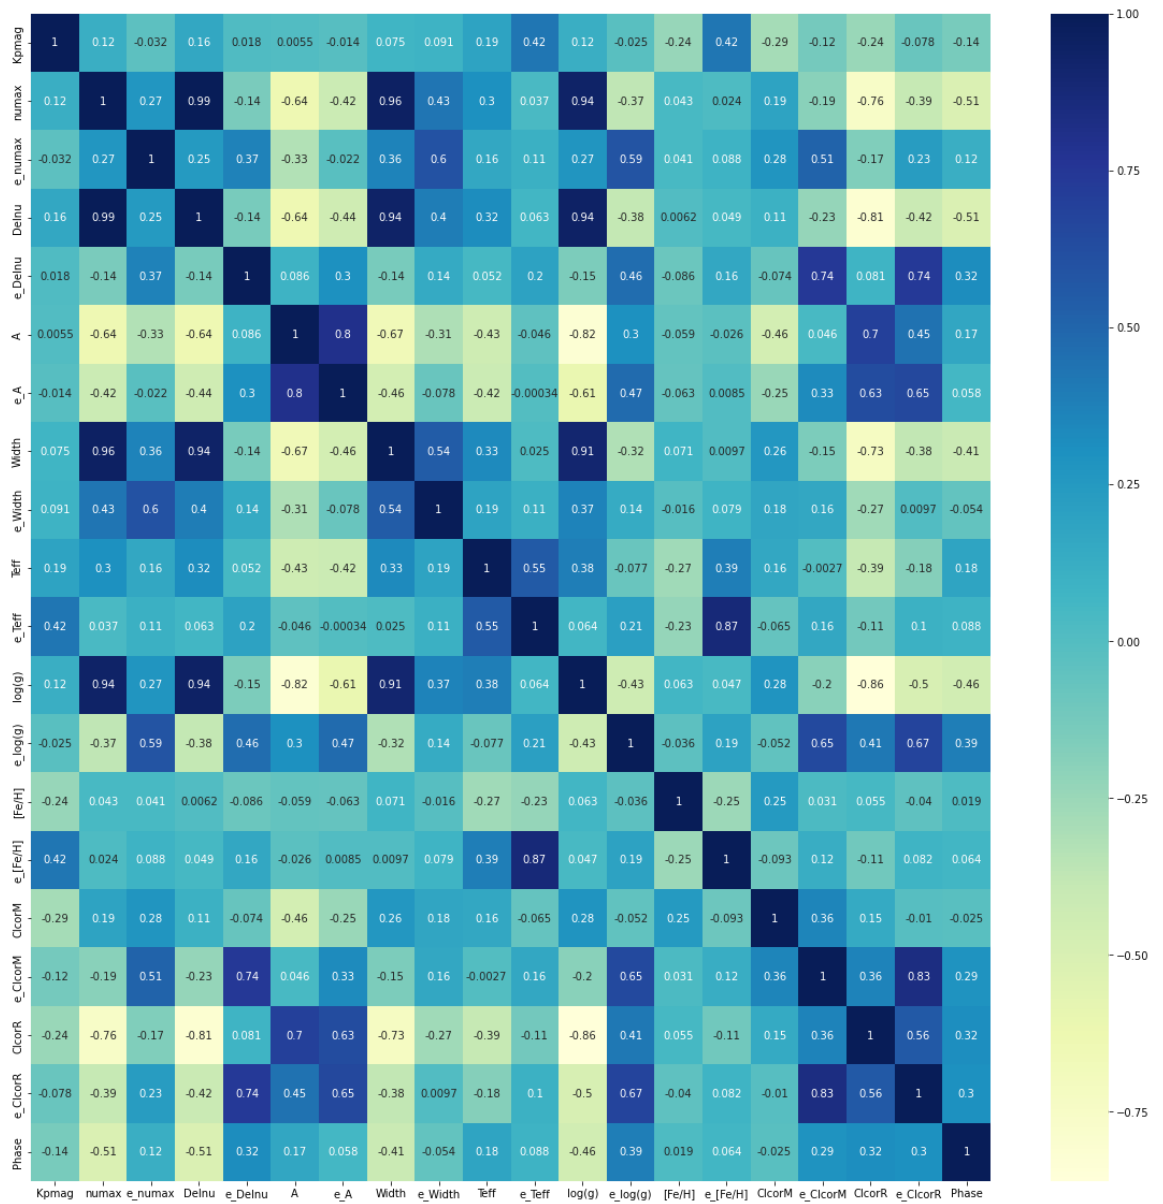 Kpmag 1 0.12 -0.032 0.16 0.018 0.0055 -0.014 0.075 0.091 0.19 0.42 0.12 -0.025 -0.24 0.42 -0.29 -0.12 -0.24 -0.078 -0.14
numax 0.12 1 0.27 0.99 -0.14 -0.64 -0.42 0.96 0.43 0.3 0.037 0.94 -0.37 0.043 0.024 0.19 -0.19 -0.76 -0.39 -0.51
e_numax -0.032 0.27 1 0.25 0.37 -0.33 -0.022 0.36 0.6 0.16 0.11 0.27 0.59 0.041 0.088 0.28 0.51 -0.17 0.23 0.12
Delnu 0.16 0.99 0.25 1 -0.14 -0.64 -0.44 0.94 0.4 0.32 0.063 0.94 -0.38 0.0062 0.049 0.11 -0.23 -0.81 -0.42 -0.51
e_Delnu 0.018 -0.14 0.37 -0.14 1 0.086 0.3 -0.14 0.14 0.052 0.2 -0.15 0.46 -0.086 0.16 -0.074 0.74 0.081 0.74 0.32
A 0.0055 -0.64 -0.33 -0.64 0.086 1 0.8 -0.67 -0.31 -0.43 -0.046 -0.82 0.3 -0.059 -0.026 -0.46 0.046 0.7 0.45 0.17
e_A -0.014 -0.42 -0.022 -0.44 0.3 0.8 1 -0.46 -0.078 -0.42 -0.00034 -0.61 0.47 -0.063 0.0085 -0.25 0.33 0.63 0.65 0.058
Width 0.075 0.96 0.36 0.94 -0.14 -0.67 -0.46 1 0.54 0.33 0.025 0.91 -0.32 0.071 0.0097 0.26 -0.15 -0.73 -0.38 -0.41
e_Width 0.091 0.43 0.6 0.4 0.14 -0.31 -0.078 0.54 1 0.19 0.11 0.37 0.14 -0.016 0.079 0.18 0.16 -0.27 0.0097 -0.054
Teff 0.19 0.3 0.16 0.32 0.052 -0.43 -0.42 0.33 0.19 1 0.55 0.38 -0.077 -0.27 0.39 0.16 -0.0027 -0.39 -0.18 0.18
e_Teff 0.42 0.037 0.11 0.063 0.2 -0.046 -0.00034 0.025 0.11 0.55 1 0.064 0.21 -0.23 0.87 -0.065 0.16 -0.11 0.1 0.088
log(g) 0.12 0.94 0.27 0.94 -0.15 -0.82 -0.61 0.91 0.37 0.38 0.064 1 -0.43 0.063 0.047 0.28 -0.2 -0.86 -0.5 -0.46
e_log(g) -0.025 -0.37 0.59 -0.38 0.46 0.3 0.47 -0.32 0.14 -0.077 0.21 -0.43 1 -0.036 0.19 -0.052 0.65 0.41 0.67 0.39
[Fe/H] -0.24 0.043 0.041 0.0062 -0.086 -0.059 -0.063 0.071 -0.016 -0.27 -0.23 0.063 -0.036 1 -0.25 0.25 0.031 0.055 -0.04 0.019
e_[Fe/H] 0.42 0.024 0.088 0.049 0.16 -0.026 0.0085 0.0097 0.079 0.39 0.87 0.047 0.19 -0.25 1 -0.093 0.12 -0.11 0.082 0.064
ClcorM -0.29 0.19 0.28 0.11 -0.074 -0.46 -0.25 0.26 0.18 0.16 -0.065 0.28 -0.052 0.25 -0.093 1 0.36 0.15 -0.01 -0.025
e_ClcorM -0.12 -0.19 0.51 -0.23 0.74 0.046 0.33 -0.15 0.16 -0.0027 0.16 -0.2 0.65 0.031 0.12 0.36 1 0.36 0.83 0.29
ClcorR -0.24 -0.76 -0.17 -0.81 0.081 0.7 0.63 -0.73 -0.27 -0.39 -0.11 -0.86 0.41 0.055 -0.11 0.15 0.36 1 0.56 0.32
e_ClcorR -0.078 -0.39 0.23 -0.42 0.74 0.45 0.65 -0.38 0.0097 -0.18 0.1 -0.5 0.67 -0.04 0.082 -0.01 0.83 0.56 1 0.3
Phase -0.14 -0.51 0.12 -0.51 0.32 0.17 0.058 -0.41 -0.054 0.18 0.088 -0.46 0.39 0.019 0.064 -0.025 0.29 0.32 0.3 1
Kpmag numax e_numax Delnu e_Delnu A e_A Width e_Width Teff e_Teff log(g) e_log(g) [Fe/H] e_[Fe/H] ClcorM e_ClcorM ClcorR e_ClcorR Phase
1.00
0.75
0.50
0.25
0.00
−0.25
−0.50
−0.75